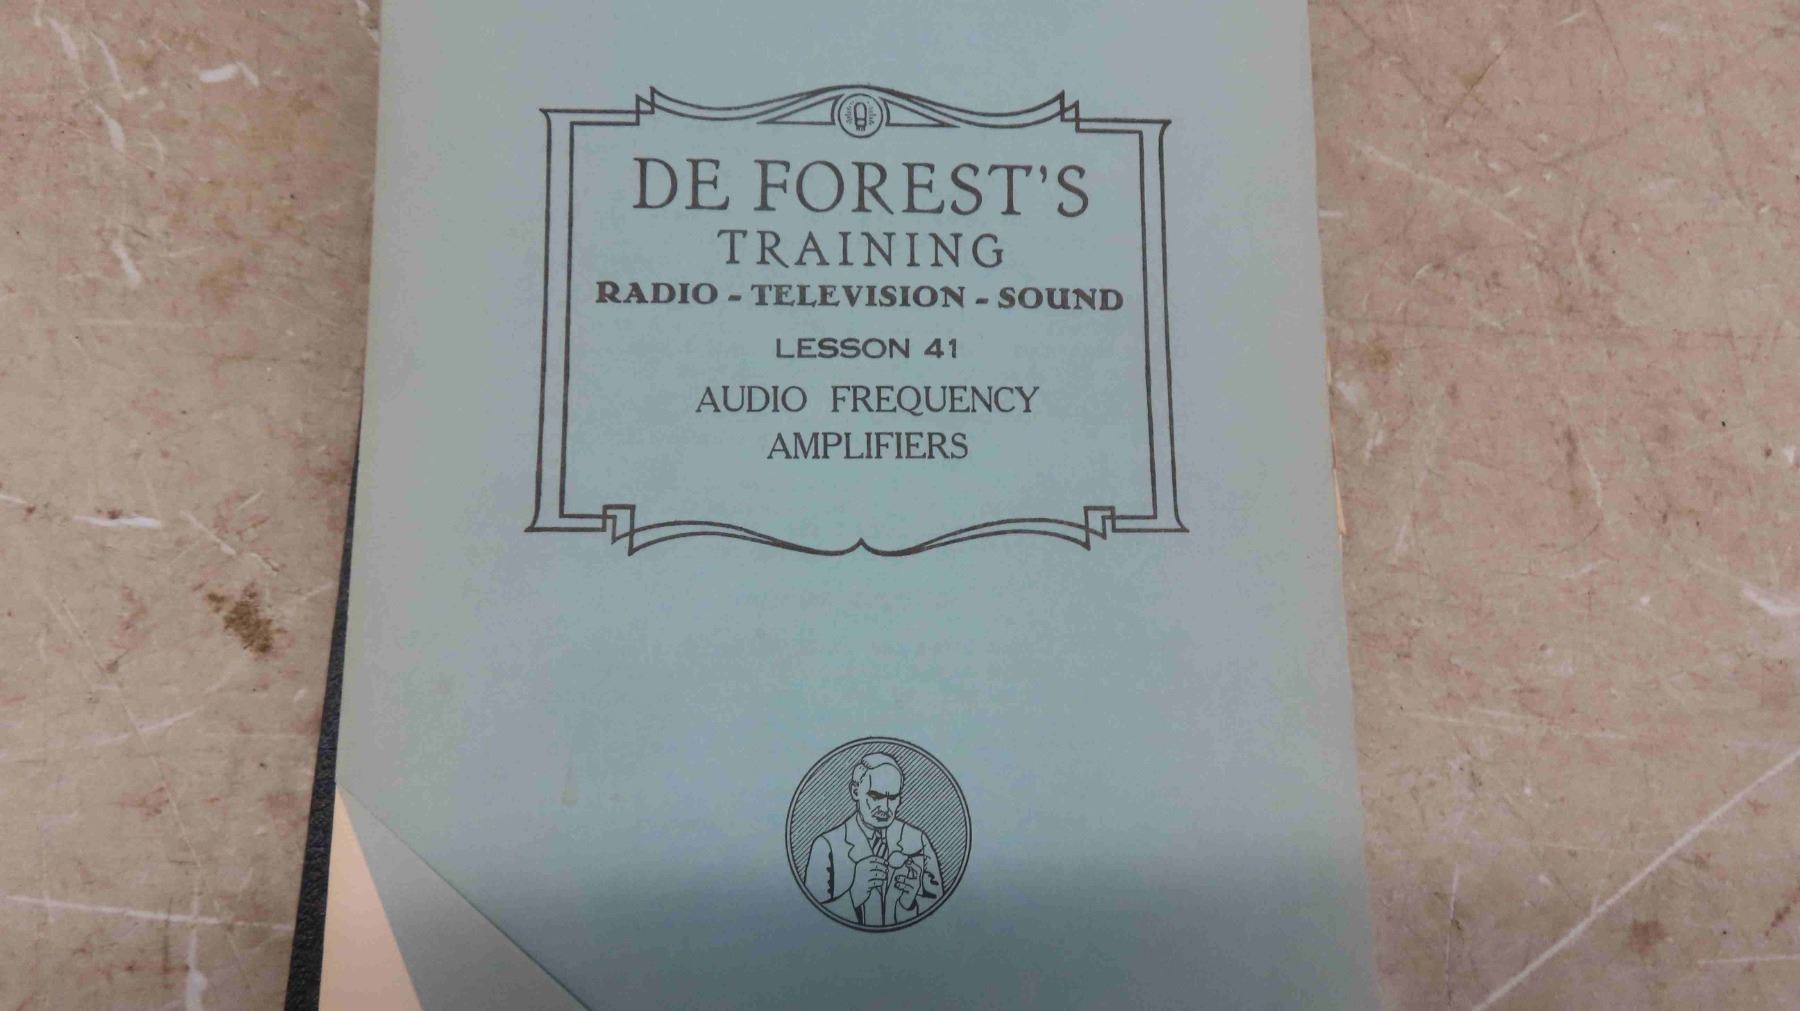 DE FOREST'S
TRAINING
RADIO - TELEVISION - SOUND
LESSON 41
AUDIO FREQUENCY
AMPLIFIERS